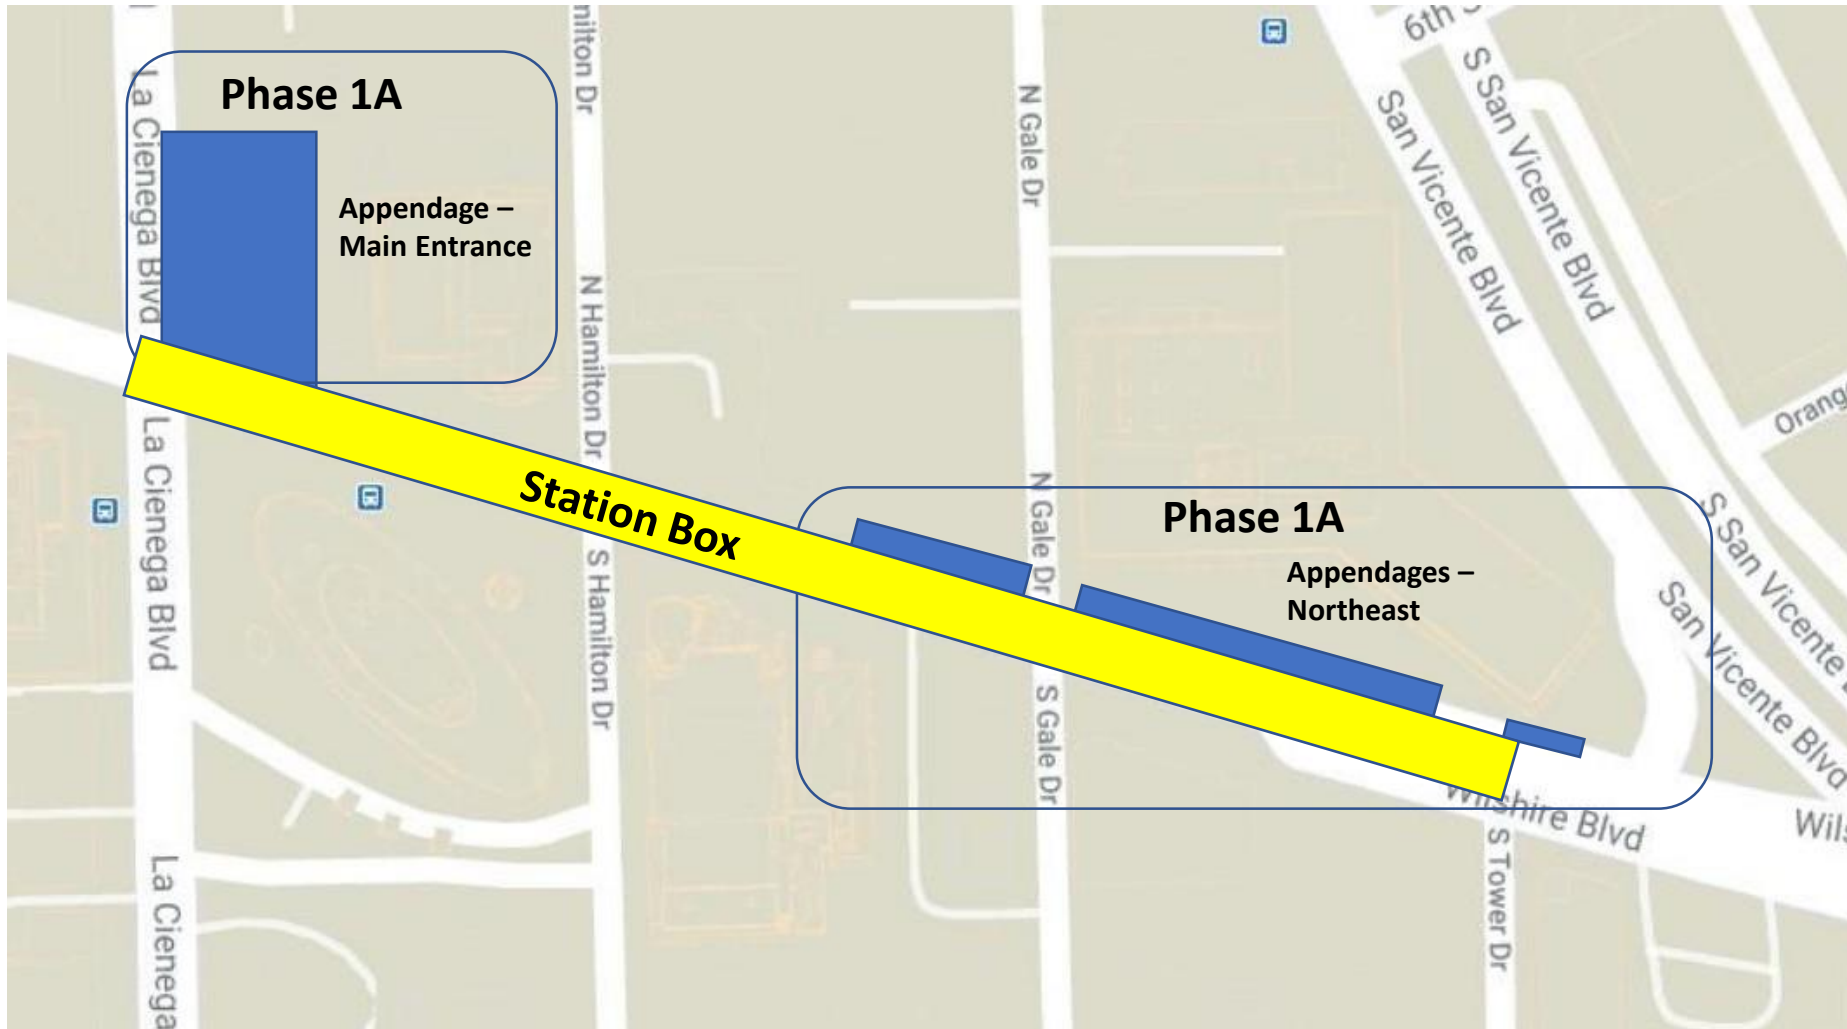 Phase 1A
Appendage –
Main Entrance
La Cienega Blvd
N Hamilton Dr
N Gale Dr
6th
S San Vicente Blvd
San Vicente Blvd
N Hamilton Dr
La Cienega Blvd
Station Box
N Gale Dr
Phase 1A
Appendages –
Northeast
Orang
S San Vicente
San Vicente Blvd
S Hamilton Dr
S Gale Dr
Wilshire Blvd
Wils
S Tower Dr
La Cienega